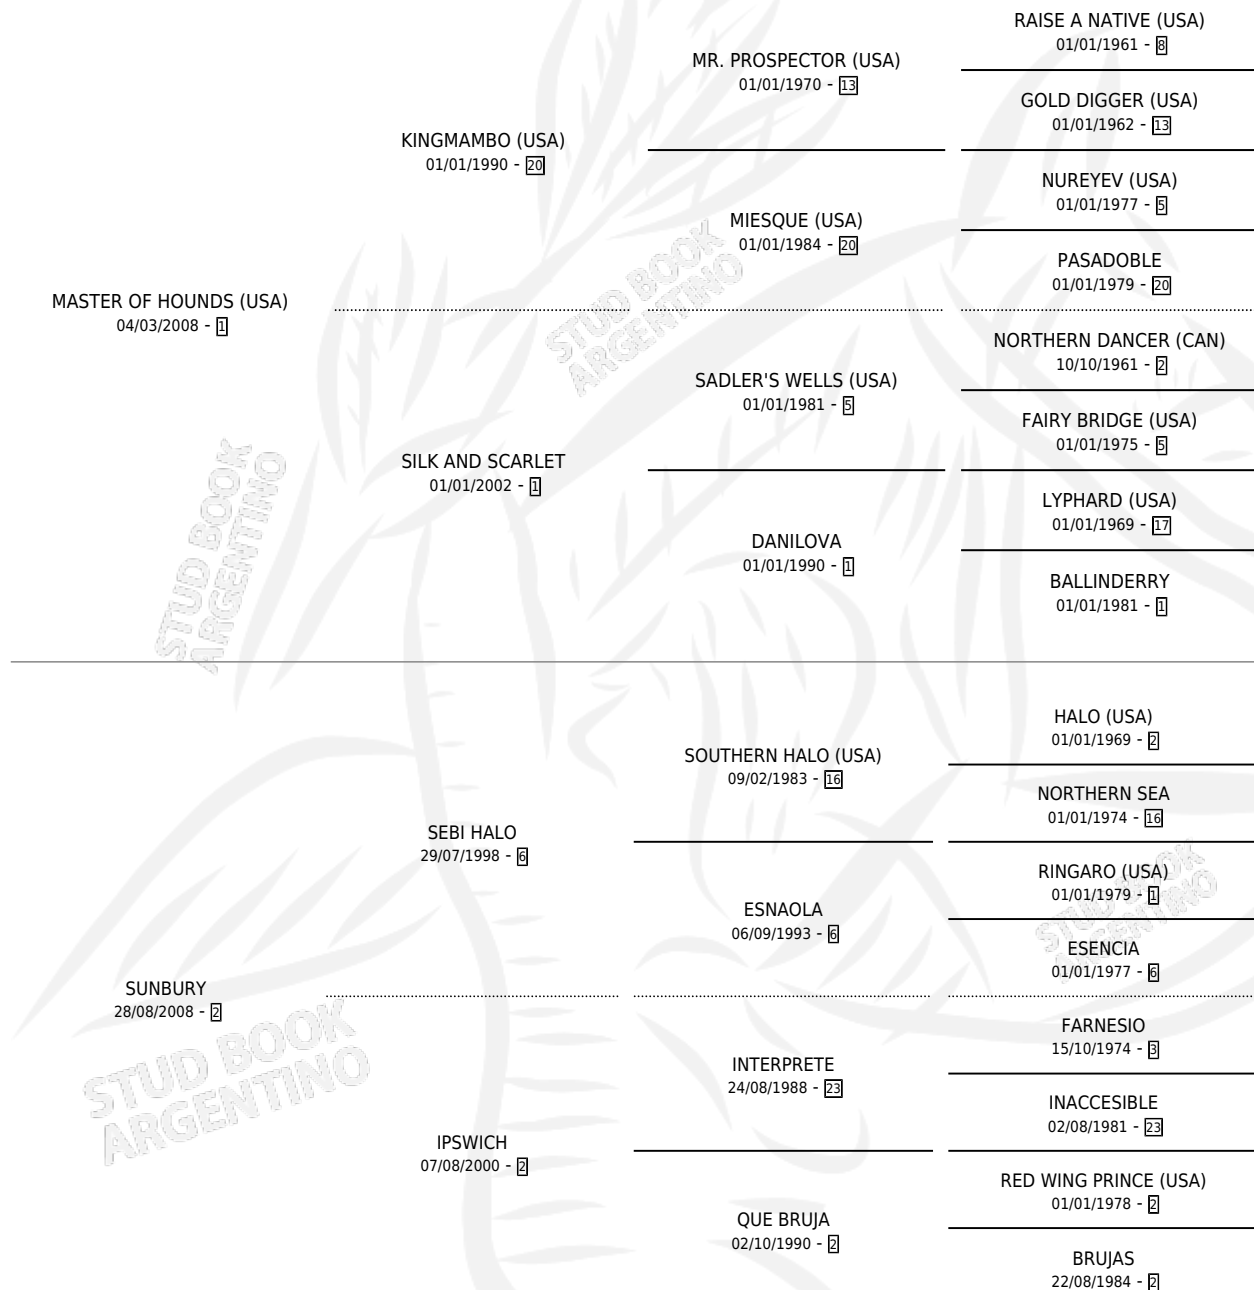 RAISE A NATIVE (USA)
01/01/1961 - 8
MR. PROSPECTOR (USA)
01/01/1970 - 13
GOLD DIGGER (USA)
01/01/1962 - 13
KINGMAMBO (USA)
01/01/1990 - 20
NUREYEV (USA)
01/01/1977 - 5
MIESQUE (USA)
01/01/1984 - 20
PASADOBLE
01/01/1979 - 20
MASTER OF HOUNDS (USA)
04/03/2008 - 1
NORTHERN DANCER (CAN)
10/10/1961 - 2
SADLER'S WELLS (USA)
01/01/1981 - 5
FAIRY BRIDGE (USA)
01/01/1975 - 5
SILK AND SCARLET
01/01/2002 - 1
LYPHARD (USA)
01/01/1969 - 17
DANILOVA
01/01/1990 - 1
BALLINDERRY
01/01/1981 - 1
HALO (USA)
01/01/1969 - 2
SOUTHERN HALO (USA)
09/02/1983 - 16
NORTHERN SEA
01/01/1974 - 16
SEBI HALO
29/07/1998 - 6
RINGARO (USA)
01/01/1979 - 1
ESNAOLA
06/09/1993 - 6
ESENCIA
01/01/1977 - 6
SUNBURY
28/08/2008 - 2
FARNESIO
15/10/1974 - 3
INTERPRETE
24/08/1988 - 23
INACCESIBLE
02/08/1981 - 23
IPSWICH
07/08/2000 - 2
RED WING PRINCE (USA)
01/01/1978 - 2
QUE BRUJA
02/10/1990 - 2
BRUJAS
22/08/1984 - 2
STUD BOOK
ARGENTINO
STUD BOOK
ARGENTINO
STUD BOOK
ARGENTINO
STUD BOOK
ARGENTINO